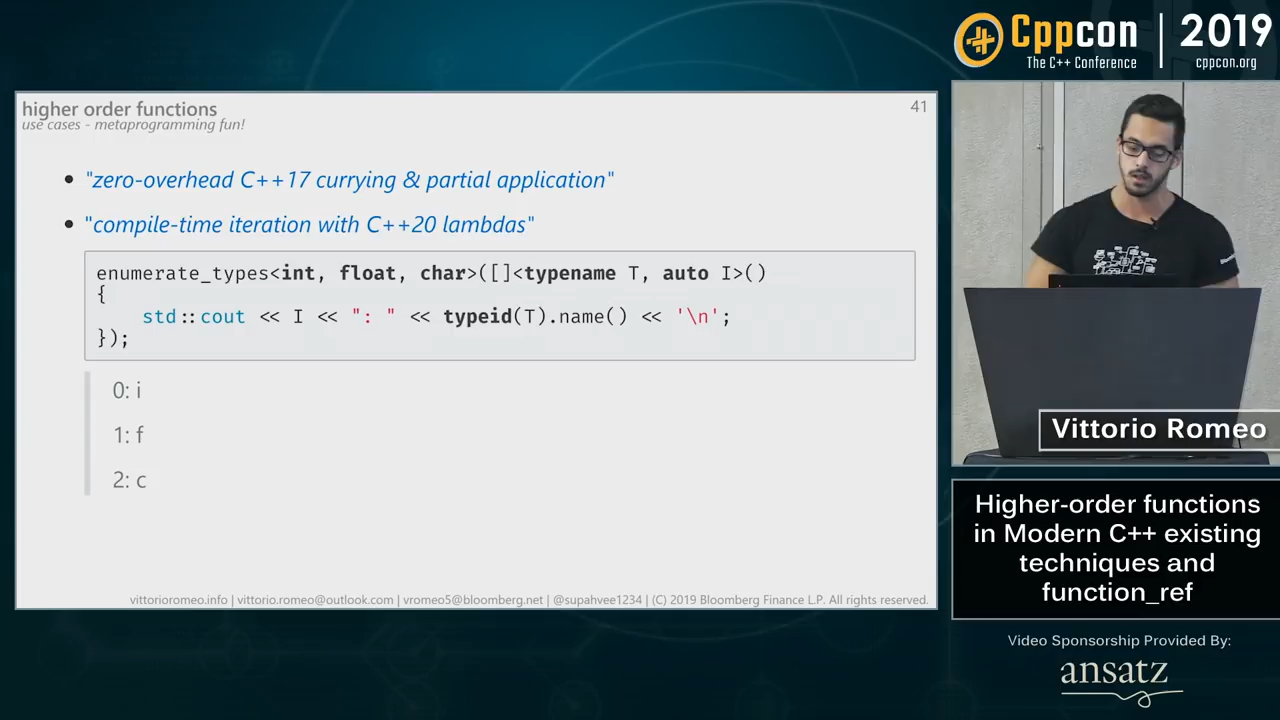 Cppcon
The C++ Conference
2019
cppcon.org
higher order functions
use cases - metaprogramming fun!
41
"zero-overhead C++17 currying & partial application"
"compile-time iteration with C++20 lambdas"
enumerate_types<int, float, char>([]<typename T, auto I>()
{
    std::cout << I << ": " << typeid(T).name() << '\n';
});
0: i
1: f
2: c
vittorioromeo.info | vittorio.romeo@outlook.com | vromeo5@bloomberg.net | @supahvee1234 | (C) 2019 Bloomberg Finance L.P. All rights reserved.
Vittorio Romeo
Higher-order functions
in Modern C++ existing
techniques and
function_ref
Video Sponsorship Provided By:
ansatz